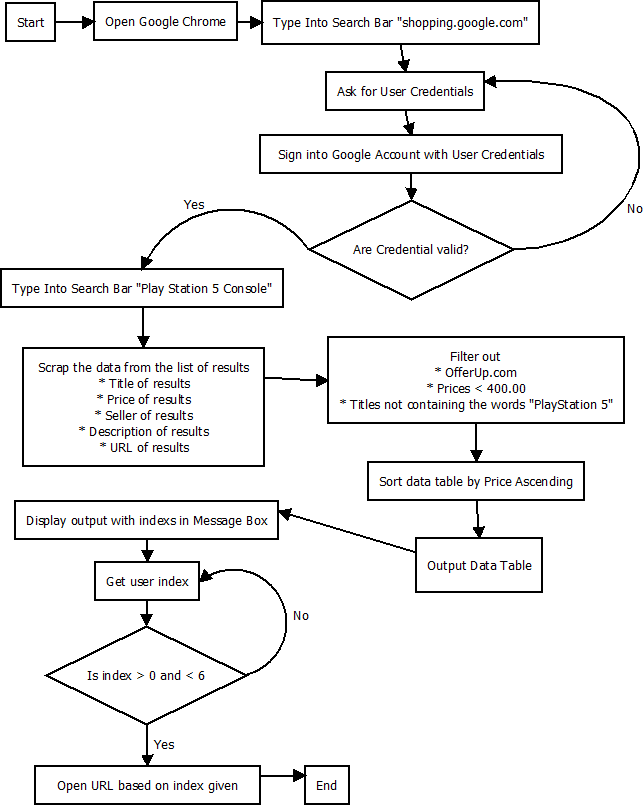 Start
Open Google Chrome
Type Into Search Bar "shopping.google.com"
Ask for User Credentials
Sign into Google Account with User Credentials
Are Credential valid?
No
Yes
Type Into Search Bar "Play Station 5 Console"
Scrap the data from the list of results
* Title of results
* Price of results
* Seller of results
* Description of results
* URL of results
Filter out
* OfferUp.com
* Prices < 400.00
* Titles not containing the words "PlayStation 5"
Sort data table by Price Ascending
Output Data Table
Display output with indexs in Message Box
Get user index
No
Is index > 0 and < 6
Yes
Open URL based on index given
End